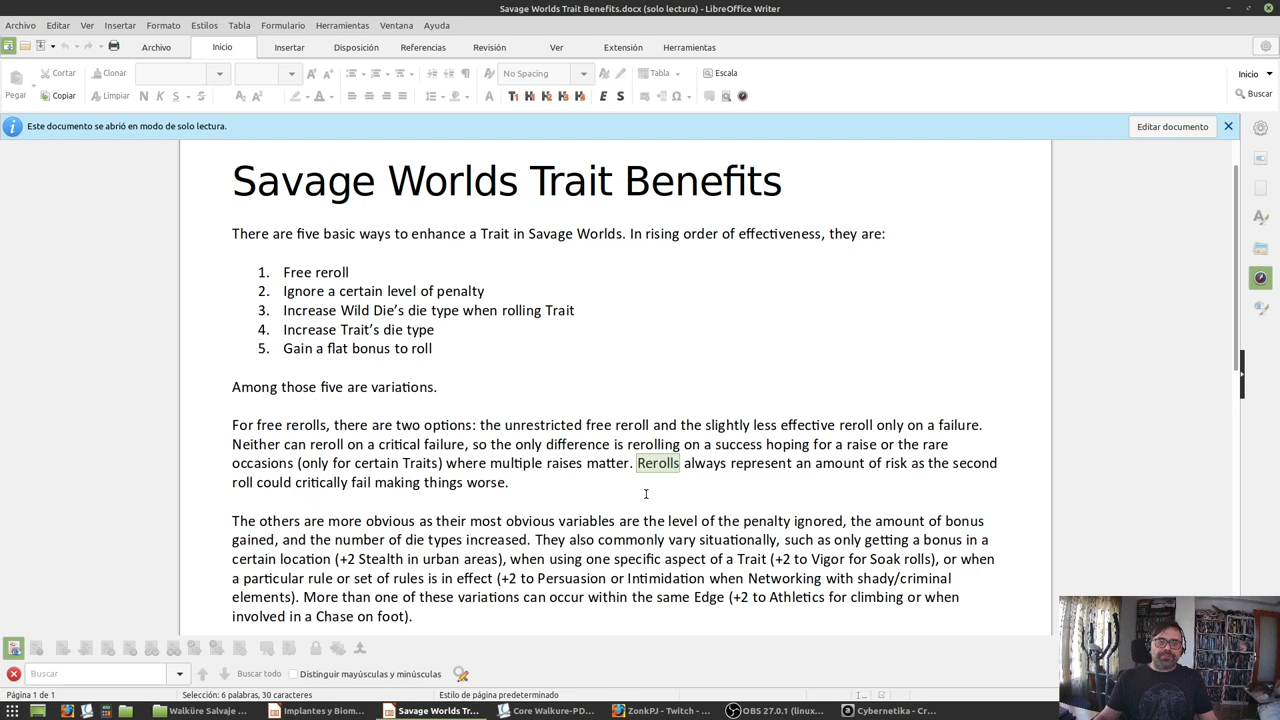 Savage Worlds Trait Benefits.docx (solo lectura) - LibreOffice Writer
Archivo Editar Ver Insertar Formato Estilos Tabla Formulario Herramientas Ventana Ayuda
Archivo Inicio Insertar Disposición Referencias Revisión Ver Extensión Herramientas
Cortar Clonar No Spacing Tabla Escala Inicio
Pegar Copiar Limpiar N K S S Buscar
Este documento se abrió en modo de solo lectura. Editar documento
Savage Worlds Trait Benefits
There are five basic ways to enhance a Trait in Savage Worlds. In rising order of effectiveness, they are:
1. Free reroll
2. Ignore a certain level of penalty
3. Increase Wild Die’s die type when rolling Trait
4. Increase Trait’s die type
5. Gain a flat bonus to roll
Among those five are variations.
For free rerolls, there are two options: the unrestricted free reroll and the slightly less effective reroll only on a failure.
Neither can reroll on a critical failure, so the only difference is rerolling on a success hoping for a raise or the rare
occasions (only for certain Traits) where multiple raises matter. Rerolls always represent an amount of risk as the second
roll could critically fail making things worse.
The others are more obvious as their most obvious variables are the level of the penalty ignored, the amount of bonus
gained, and the number of die types increased. They also commonly vary situationally, such as only getting a bonus in a
certain location (+2 Stealth in urban areas), when using one specific aspect of a Trait (+2 to Vigor for Soak rolls), or when
a particular rule or set of rules is in effect (+2 to Persuasion or Intimidation when Networking with shady/criminal
elements). More than one of these variations can occur within the same Edge (+2 to Athletics for climbing or when
involved in a Chase on foot).
Buscar Buscar todo Distinguir mayúsculas y minúsculas
Página 1 de 1 Selección: 6 palabras, 30 caracteres Estilo de página predeterminado
Walküre Salvaje ... Implantes y Biom... Savage Worlds Tr... Core Walkure-PD... ZonkPJ - Twitch - ... OBS 27.0.1 (linux... Cybernetika - Cr...